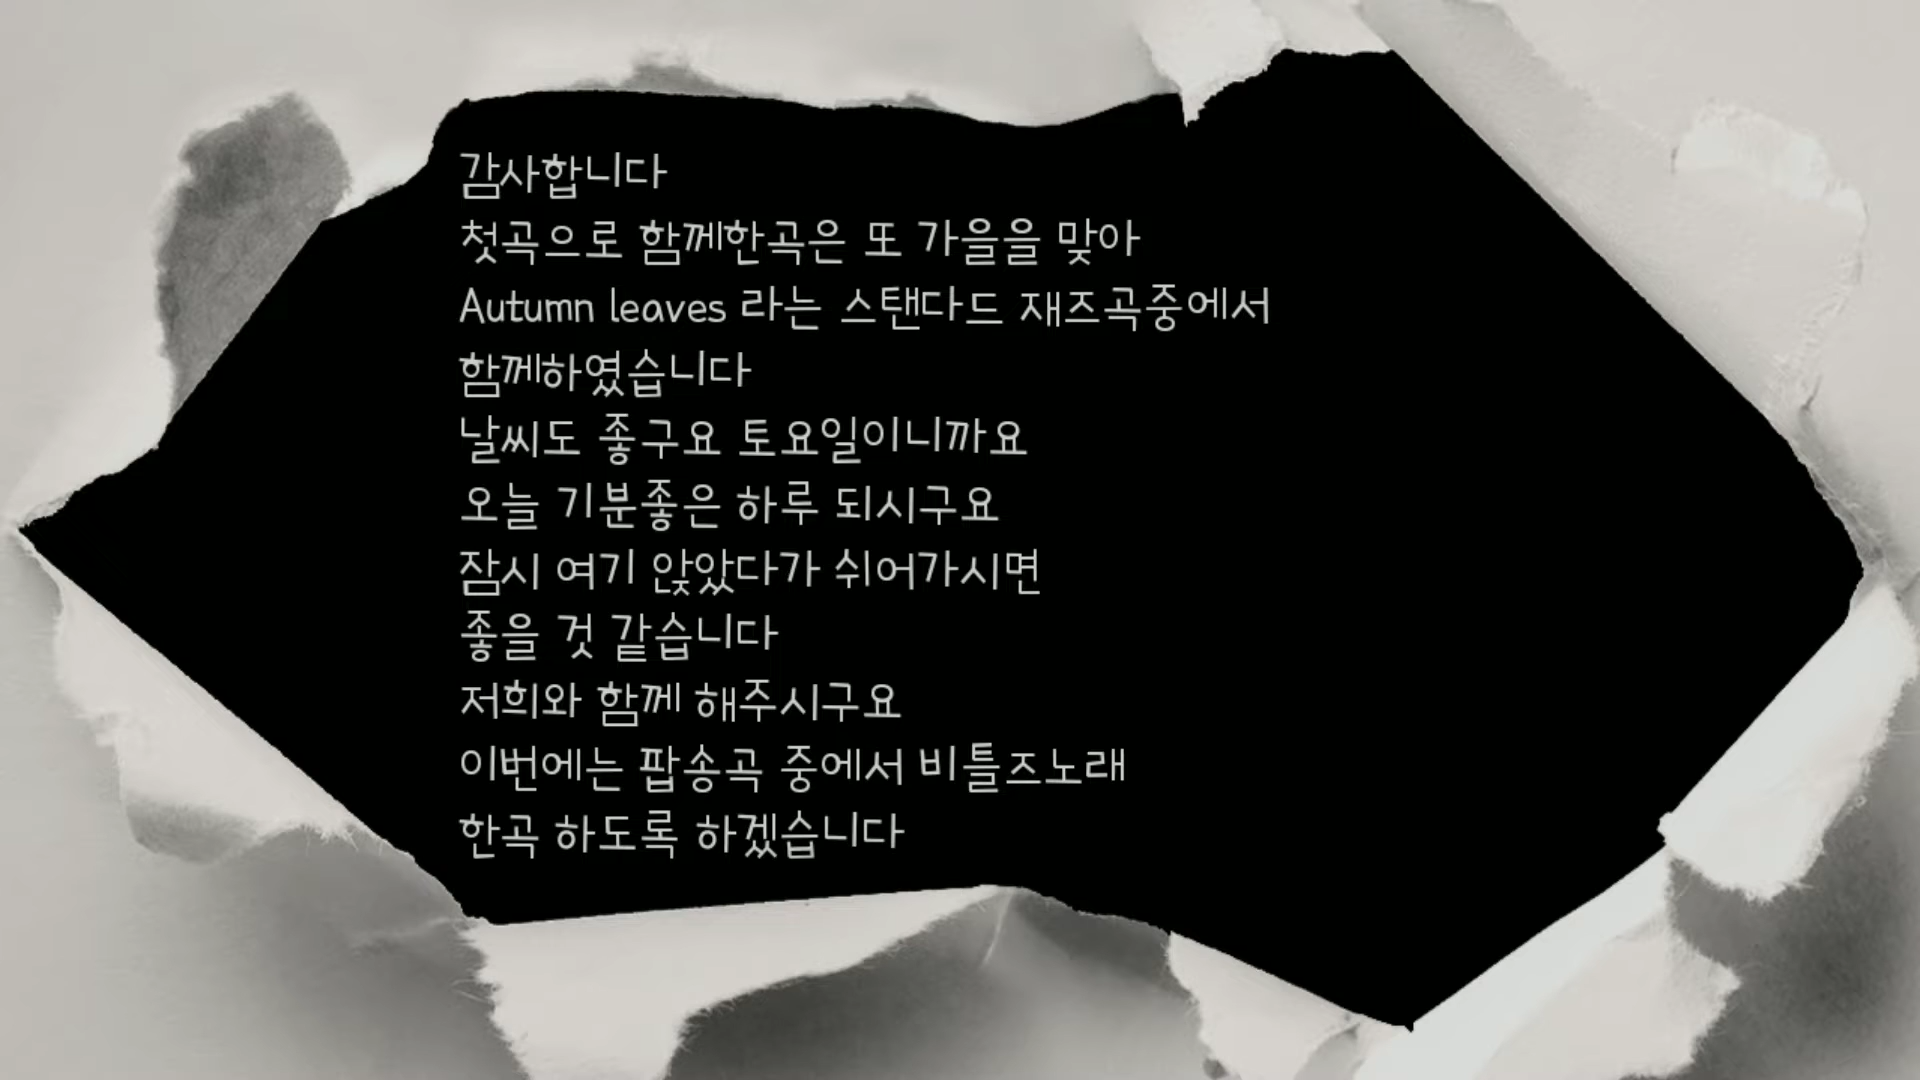 감사합니다
첫곡으로 함께한곡은 또 가을을 맞아
Autumn leaves 라는 스탠다드 재즈곡중에서
함께하였습니다
날씨도 좋구요 토요일이니까요
오늘 기분좋은 하루 되시구요
잠시 여기 앉았다가 쉬어가시면
좋을 것 같습니다
저희와 함께 해주시구요
이번에는 팝송곡 중에서 비틀즈노래
한곡 하도록 하겠습니다